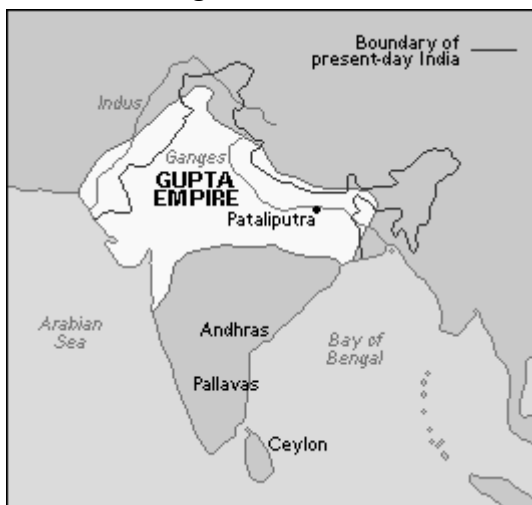 Boundary of
present-day India
Indus
Ganges
GUPTA
EMPIRE
Pataliputra
Arabian
Sea
Andhras
Bay of
Bengal
Pallavas
Ceylon